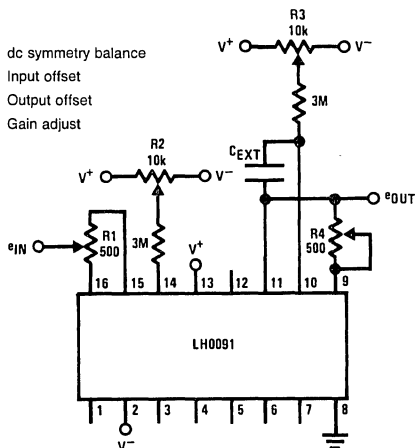 dc symmetry balance
Input offset
Output offset
Gain adjust
R3
10k
V+ V−
3M
R2
10k
V+ V−
CEXT
eOUT
eIN
R1
500
3M
V+
R4
500
16 15 14 13 12 11 10 9
LH0091
1 2 3 4 5 6 7 8
V−